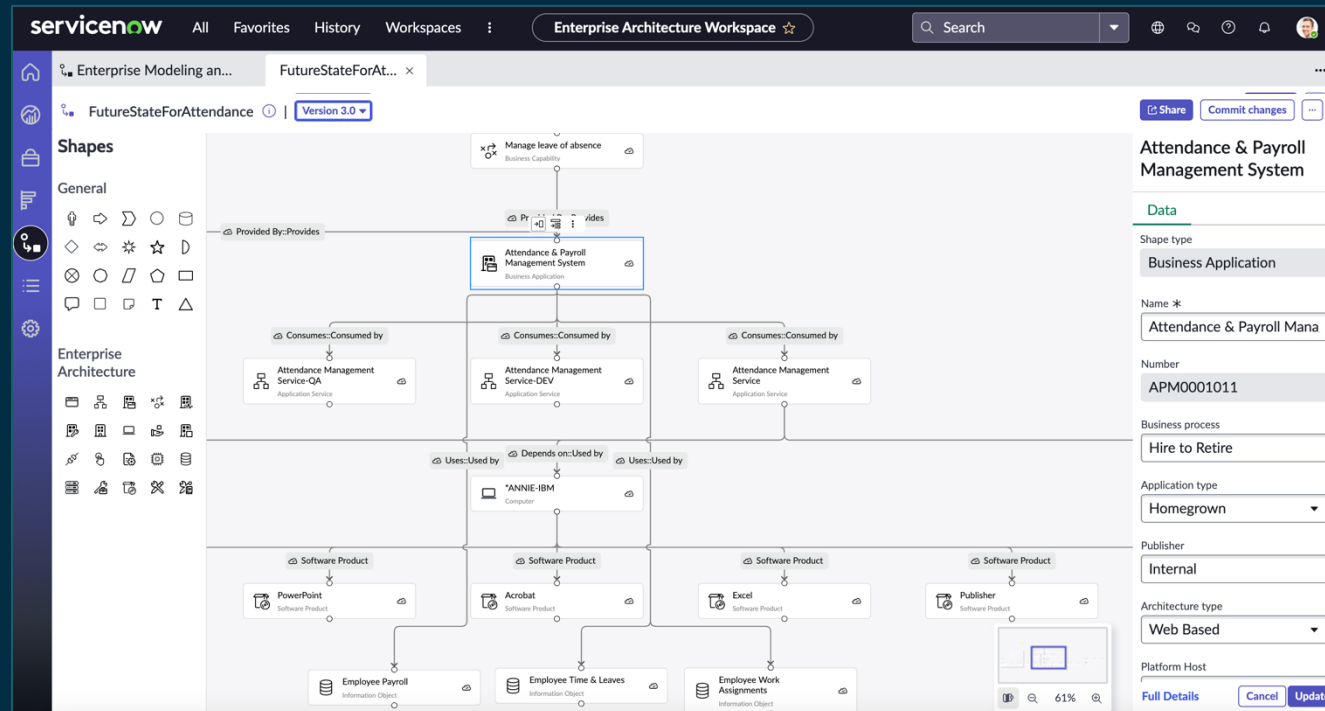 servicenow
All
Favorites
History
Workspaces
Enterprise Architecture Workspace
Search
Enterprise Modeling an...
FutureStateForAt...
FutureStateForAttendance
Version 3.0
Share
Commit changes
Shapes
General
T
Enterprise
Architecture
Manage leave of absence
Business Capability
Provided By::Provides
Attendance & Payroll
Management System
Business Application
Consumes::Consumed by
Consumes::Consumed by
Consumes::Consumed by
Attendance Management
Service-QA
Application Service
Attendance Management
Service-DEV
Application Service
Attendance Management
Service
Application Service
Uses::Used by
Depends on::Used by
Uses::Used by
*ANNIE-IBM
Computer
Software Product
Software Product
Software Product
Software Product
PowerPoint
Software Product
Acrobat
Software Product
Excel
Software Product
Publisher
Software Product
Employee Payroll
Information Object
Employee Time & Leaves
Information Object
Employee Work
Assignments
Information Object
61%
Attendance & Payroll
Management System
Data
Shape type
Business Application
Name *
Attendance & Payroll Mana
Number
APM0001011
Business process
Hire to Retire
Application type
Homegrown
Publisher
Internal
Architecture type
Web Based
Platform Host
Full Details
Cancel
Updat